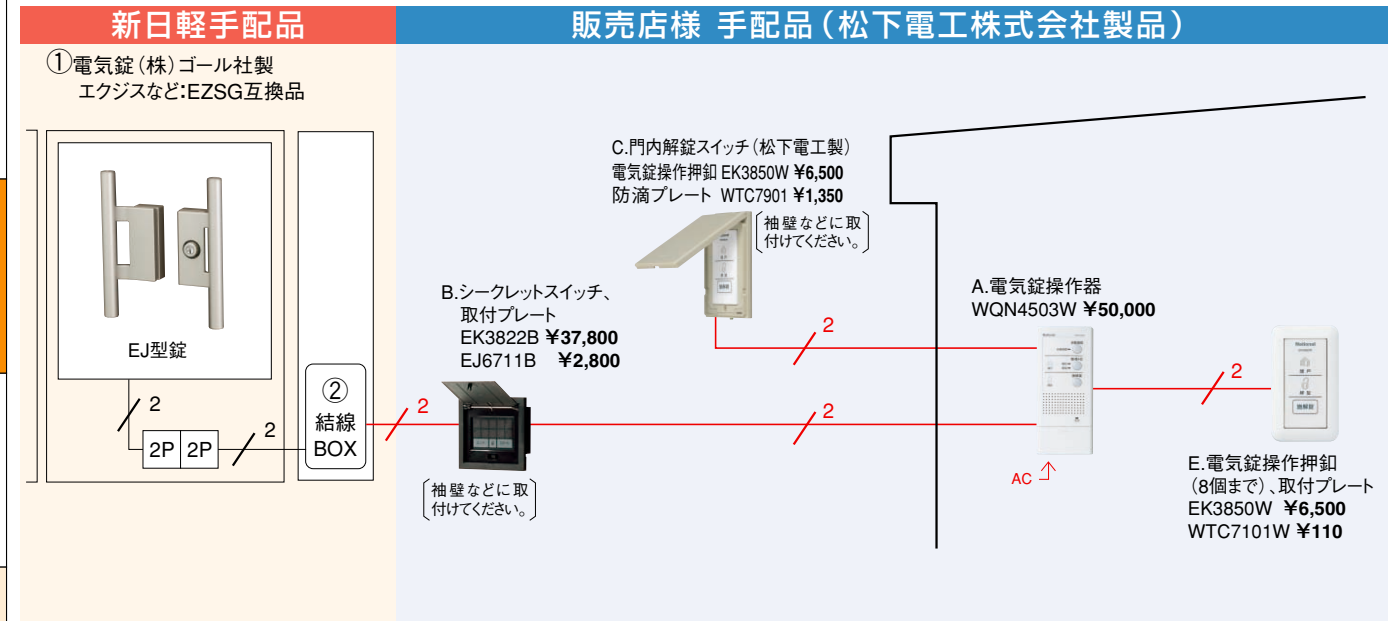 新日軽手配品
販売店様 手配品（松下電工株式会社製品）
①電気錠（株）ゴール社製
エクジスなど:EZSG互換品
EJ型錠
2
2P 2P
2
②
結線
BOX
2
B.シークレットスイッチ、
取付プレート
EK3822B ¥37,800
EJ6711B ¥2,800
袖壁などに取
付けてください。
C.門内解錠スイッチ（松下電工製）
電気錠操作押釦 EK3850W ¥6,500
防滴プレート WTC7901 ¥1,350
袖壁などに取
付けてください。
2
2
A.電気錠操作器
WQN4503W ¥50,000
AC
2
National
施解錠
E.電気錠操作押釦
（8個まで）、取付プレート
EK3850W ¥6,500
WTC7101W ¥110